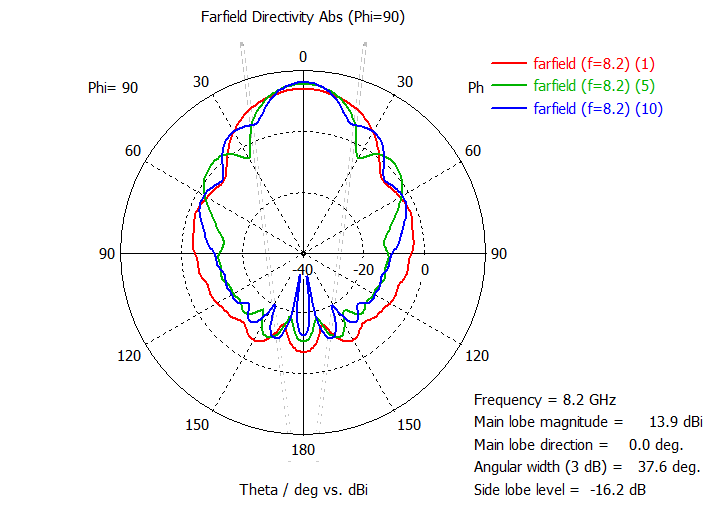 Farfield Directivity Abs (Phi=90)
farfield (f=8.2) (1)
farfield (f=8.2) (5)
farfield (f=8.2) (10)
0
Phi= 90
30
30
Ph
60
60
90
-40
-20
0
90
120
120
150
150
180
Theta / deg vs. dBi
Frequency = 8.2 GHz
Main lobe magnitude = 13.9 dBi
Main lobe direction = 0.0 deg.
Angular width (3 dB) = 37.6 deg.
Side lobe level = -16.2 dB